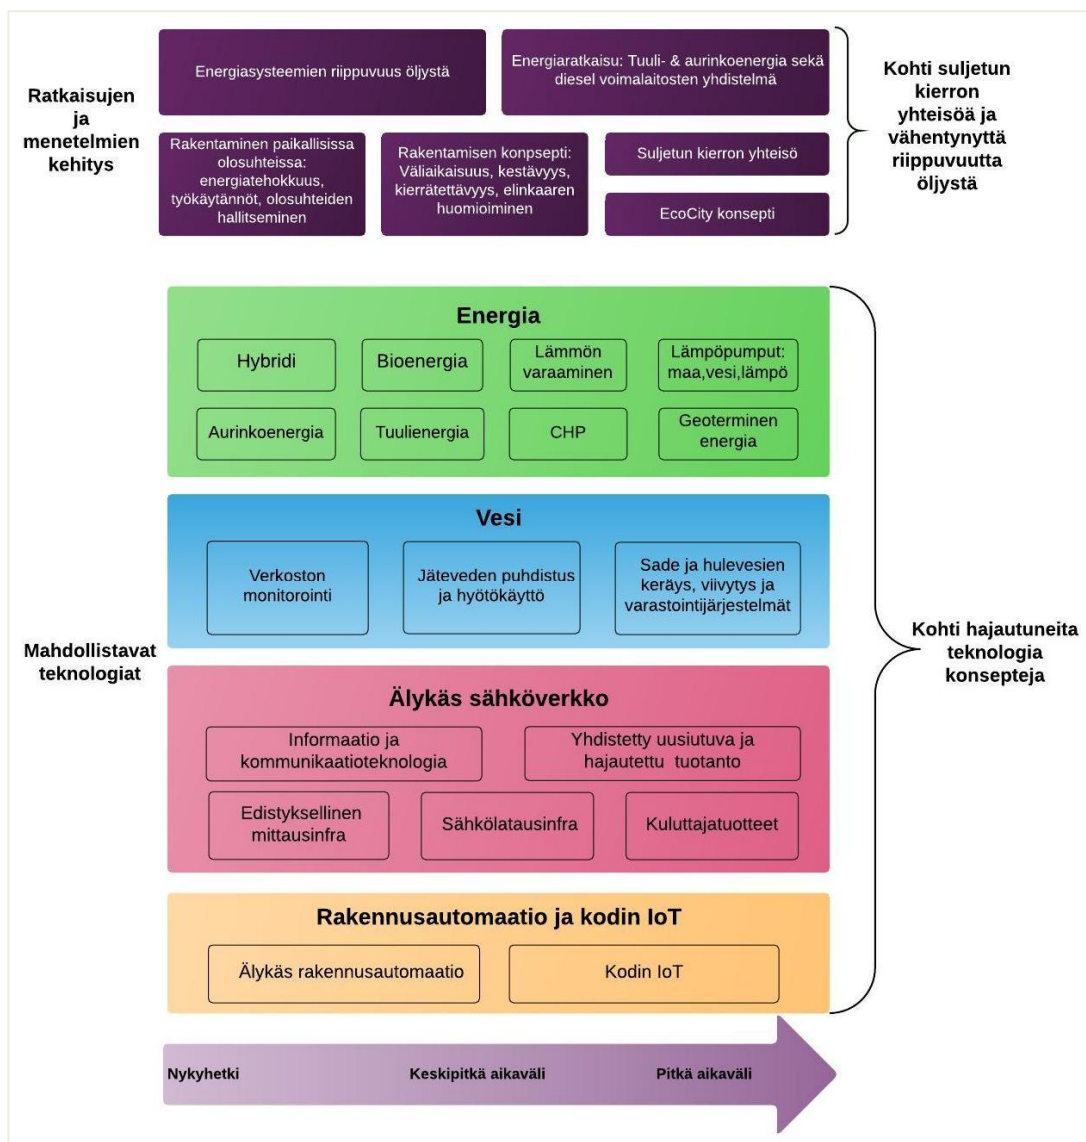 Ratkaisujen
ja
menetelmien
kehitys
Energiasysteemien riippuvuus öljystä
Energiaratkaisu: Tuuli- & aurinkoenergia sekä
diesel voimalaitosten yhdistelmä
Rakentaminen paikallisissa
olosuhteissa:
energiatehokkuus,
työkäytännöt, olosuhteiden
hallitseminen
Rakentamisen konpsepti:
Väliaikaisuus, kestävyys,
kierrätettävyys, elinkaaren
huomioiminen
Suljetun kierron yhteisö
EcoCity konsepti
Kohti suljetun
kierron
yhteisöä ja
vähentynyttä
riippuvuutta
öljystä
Mahdollistavat
teknologiat
Energia
Hybridi
Bioenergia
Lämmön
varaaminen
Lämpöpumput:
maa,vesi,lämpö
Aurinkoenergia
Tuulienergia
CHP
Geoterminen
energia
Vesi
Verkoston
monitorointi
Jäteveden puhdistus
ja hyötökäyttö
Sade ja hulevesien
keräys, viivytys ja
varastointijärjestelmät
Älykäs sähköverkko
Informaatio ja
kommunikaatioteknologia
Yhdistetty uusiutuva ja
hajautettu tuotanto
Edistyksellinen
mittausinfra
Sähkölatausinfra
Kuluttajatuotteet
Rakennusautomaatio ja kodin IoT
Älykäs rakennusautomaatio
Kodin IoT
Kohti hajautuneita
teknologia
konsepteja
Nykyhetki
Keskipitkä aikaväli
Pitkä aikaväli